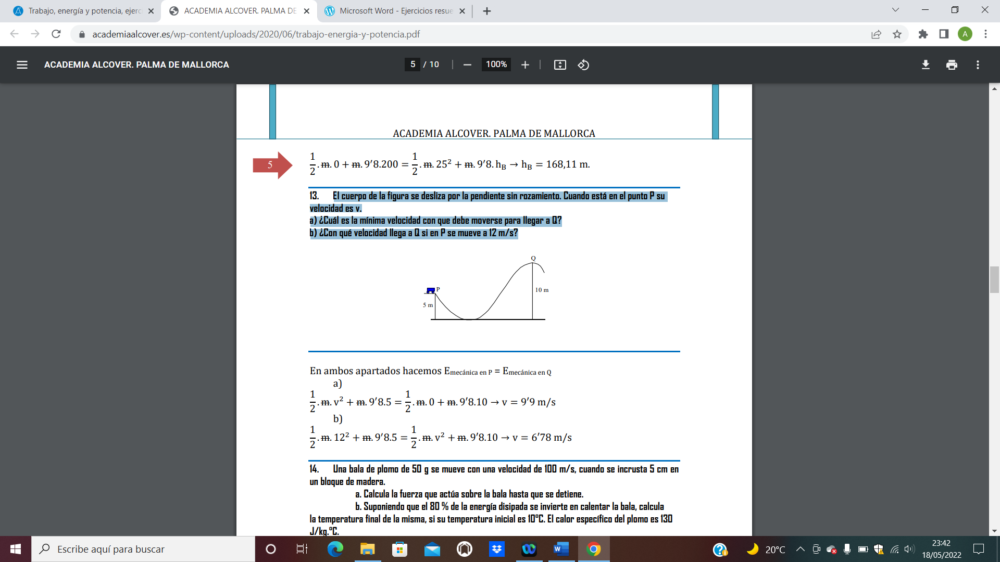 Trabajo, energía y potencia, ejerc
ACADEMIA ALCOVER. PALMA DE
Microsoft Word - Ejercicios resue
academiaalcover.es/wp-content/uploads/2020/06/trabajo-energia-y-potencia.pdf
A
ACADEMIA ALCOVER. PALMA DE MALLORCA
5 / 10
100%
ACADEMIA ALCOVER. PALMA DE MALLORCA
5
1/2 . m. 0 + m. 9′8.200 = 1/2 . m. 25² + m. 9′8. hB → hB = 168,11 m.
13. El cuerpo de la figura se desliza por la pendiente sin rozamiento. Cuando está en el punto P su
velocidad es v.
a) ¿Cuál es la mínima velocidad con que debe moverse para llegar a Q?
b) ¿Con qué velocidad llega a Q si en P se mueve a 12 m/s?
Q
P
10 m
5 m
En ambos apartados hacemos Emecánica en P = Emecánica en Q
a)
1/2 . m. v² + m. 9′8.5 = 1/2 . m. 0 + m. 9′8.10 → v = 9′9 m/s
b)
1/2 . m. 12² + m. 9′8.5 = 1/2 . m. v² + m. 9′8.10 → v = 6′78 m/s
14. Una bala de plomo de 50 g se mueve con una velocidad de 100 m/s, cuando se incrusta 5 cm en
un bloque de madera.
a. Calcula la fuerza que actúa sobre la bala hasta que se detiene.
b. Suponiendo que el 80 % de la energía disipada se invierte en calentar la bala, calcula
la temperatura final de la misma, si su temperatura inicial es 10ºC. El calor específico del plomo es 130
J/kg.ºC.
Escribe aquí para buscar
20°C
23:42
18/05/2022